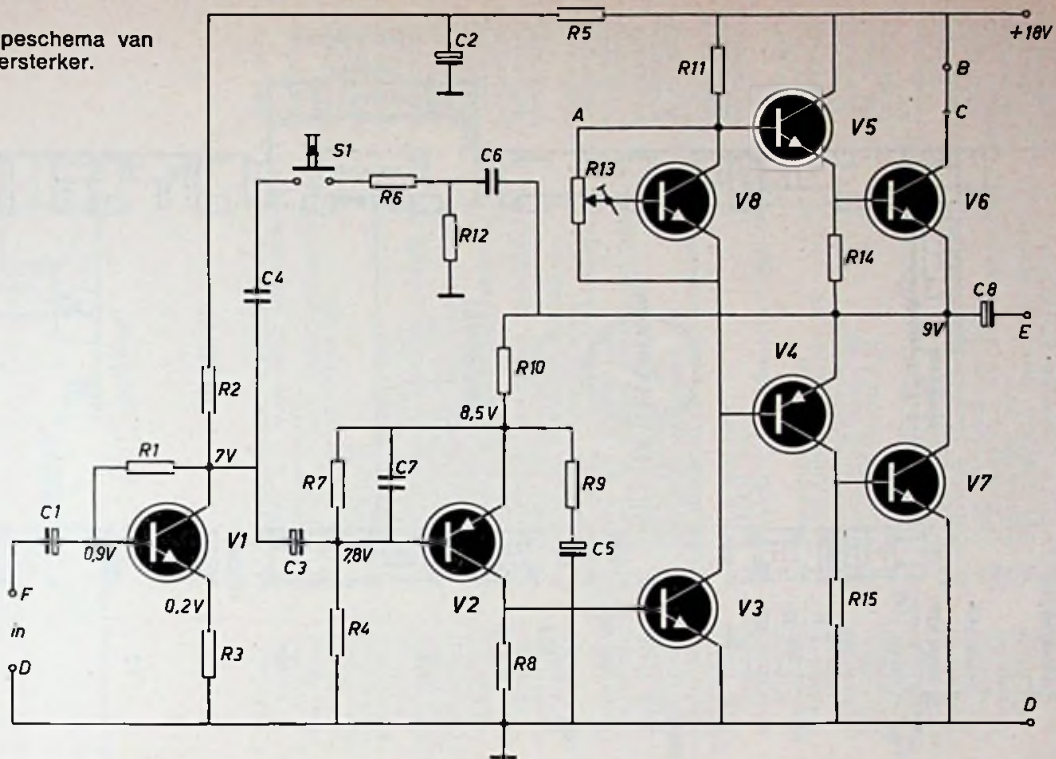 peschema van
ersterker.
C2
R5
+18V
R11
B
A
C
V5
S1
C6
R13
R6
V8
V6
R12
R14
C4
C8
9V
E
V4
R10
R2
8,5V
R1
7V
R7
C7
R9
V7
C1
0,9V
V1
C3
7,8V
C5
F
0.2V
V2
V3
R15
in
R4
D
R3
R8
D